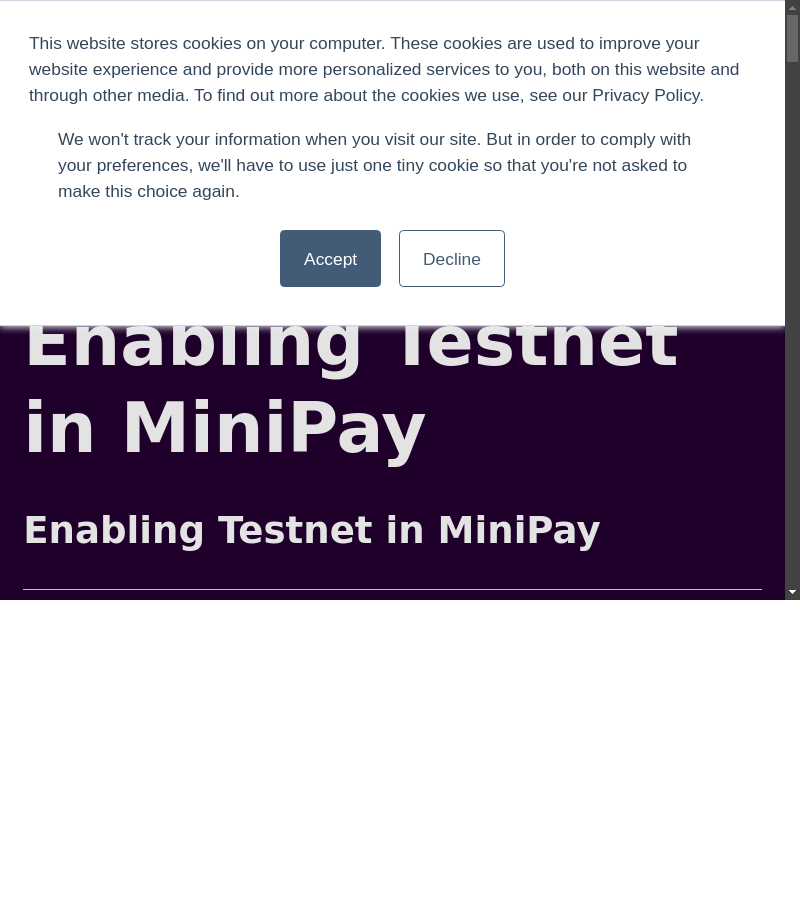 This website stores cookies on your computer. These cookies are used to improve your
website experience and provide more personalized services to you, both on this website and
through other media. To find out more about the cookies we use, see our Privacy Policy.
We won't track your information when you visit our site. But in order to comply with
your preferences, we'll have to use just one tiny cookie so that you're not asked to
make this choice again.
Accept Decline
Enabling Testnet
in MiniPay
Enabling Testnet in MiniPay